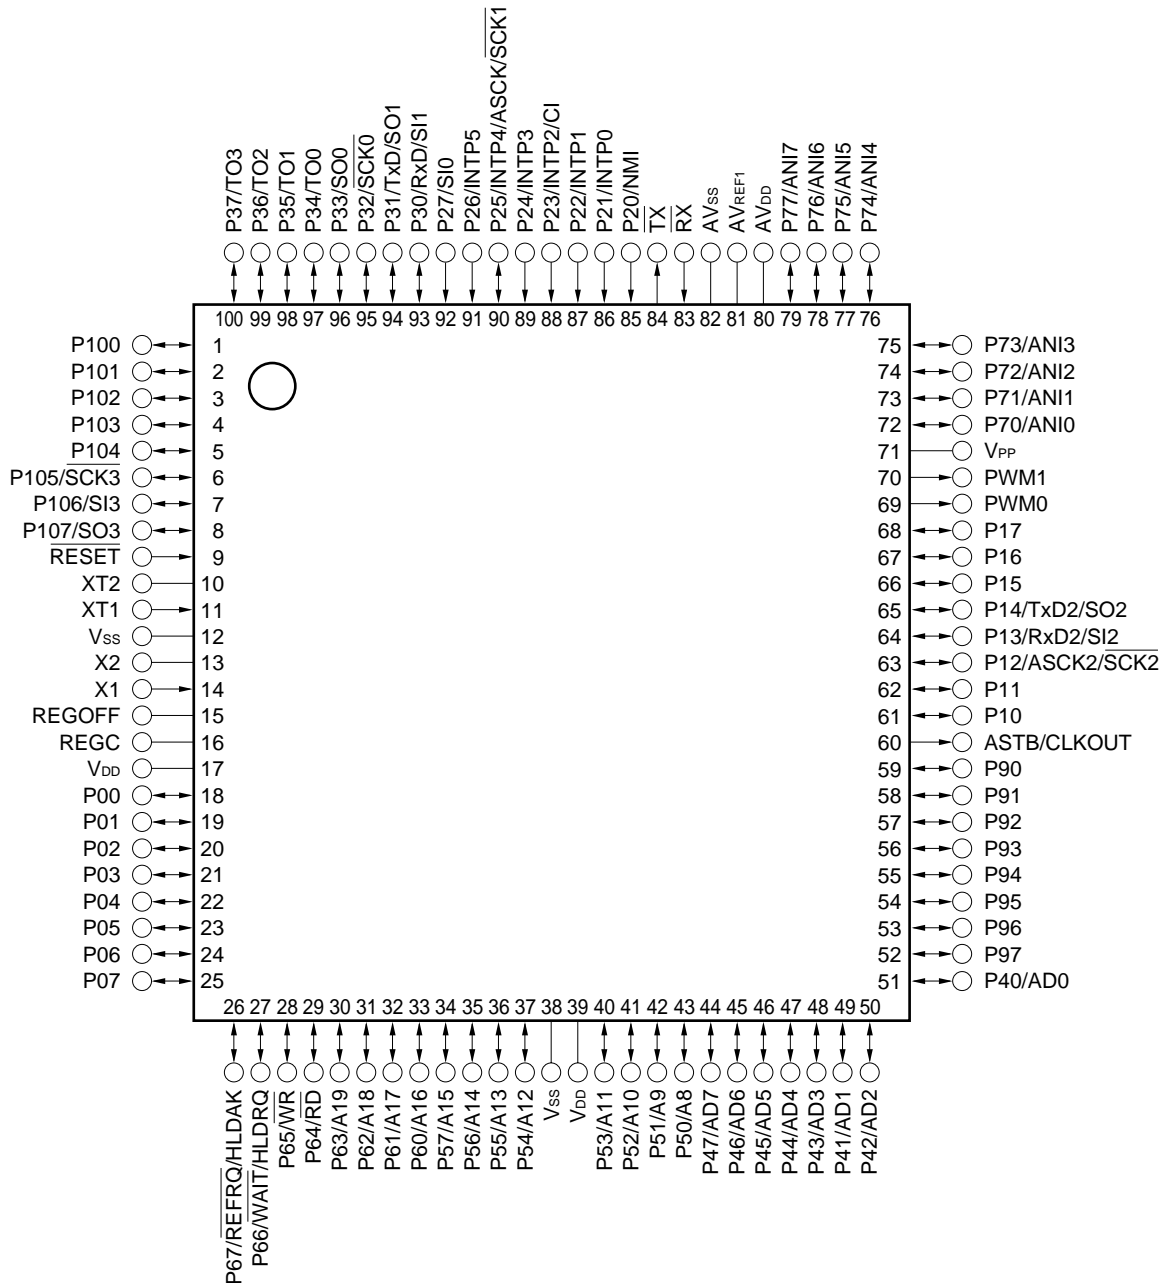 P37/TO3
P36/TO2
P35/TO1
P34/TO0
P33/SO0
P32/SCK0
P31/TxD/SO1
P30/RxD/SI1
P27/SI0
P26/INTP5
P25/INTP4/ASCK/SCK1
P24/INTP3
P23/INTP2/CI
P22/INTP1
P21/INTP0
P20/NMI
TX
RX
AVSS
AVREF1
AVDD
P77/ANI7
P76/ANI6
P75/ANI5
P74/ANI4
100 99 98 97 96 95 94 93 92 91 90 89 88 87 86 85 84 83 82 81 80 79 78 77 76
P100 1 75 P73/ANI3
P101 2 74 P72/ANI2
P102 3 73 P71/ANI1
P103 4 72 P70/ANI0
P104 5 71 VPP
P105/SCK3 6 70 PWM1
P106/SI3 7 69 PWM0
P107/SO3 8 68 P17
RESET 9 67 P16
XT2 10 66 P15
XT1 11 65 P14/TxD2/SO2
VSS 12 64 P13/RxD2/SI2
X2 13 63 P12/ASCK2/SCK2
X1 14 62 P11
REGOFF 15 61 P10
REGC 16 60 ASTB/CLKOUT
VDD 17 59 P90
P00 18 58 P91
P01 19 57 P92
P02 20 56 P93
P03 21 55 P94
P04 22 54 P95
P05 23 53 P96
P06 24 52 P97
P07 25 51 P40/AD0
26 27 28 29 30 31 32 33 34 35 36 37 38 39 40 41 42 43 44 45 46 47 48 49 50
P67/REFRQ/HLDAK
P66/WAIT/HLDRQ
P65/WR
P64/RD
P63/A19
P62/A18
P61/A17
P60/A16
P57/A15
P56/A14
P55/A13
P54/A12
VSS
VDD
P53/A11
P52/A10
P51/A9
P50/A8
P47/AD7
P46/AD6
P45/AD5
P44/AD4
P43/AD3
P41/AD1
P42/AD2